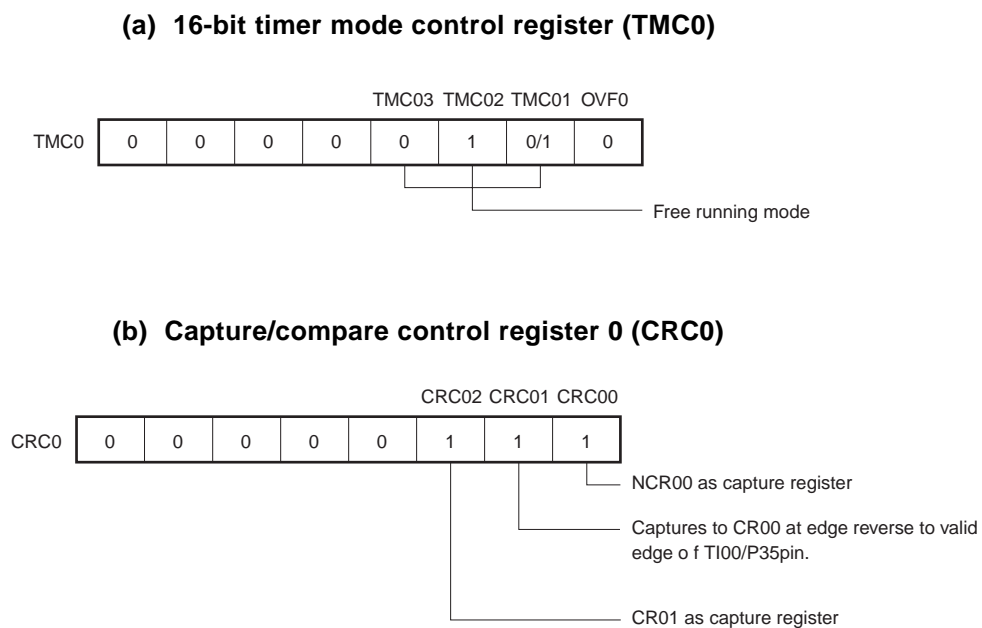 (a) 16-bit timer mode control register (TMC0)
TMC03 TMC02 TMC01 OVF0
TMC0 0 0 0 0 0 1 0/1 0
Free running mode
(b) Capture/compare control register 0 (CRC0)
CRC02 CRC01 CRC00
CRC0 0 0 0 0 0 1 1 1
NCR00 as capture register
Captures to CR00 at edge reverse to valid
edge o f TI00/P35pin.
CR01 as capture register